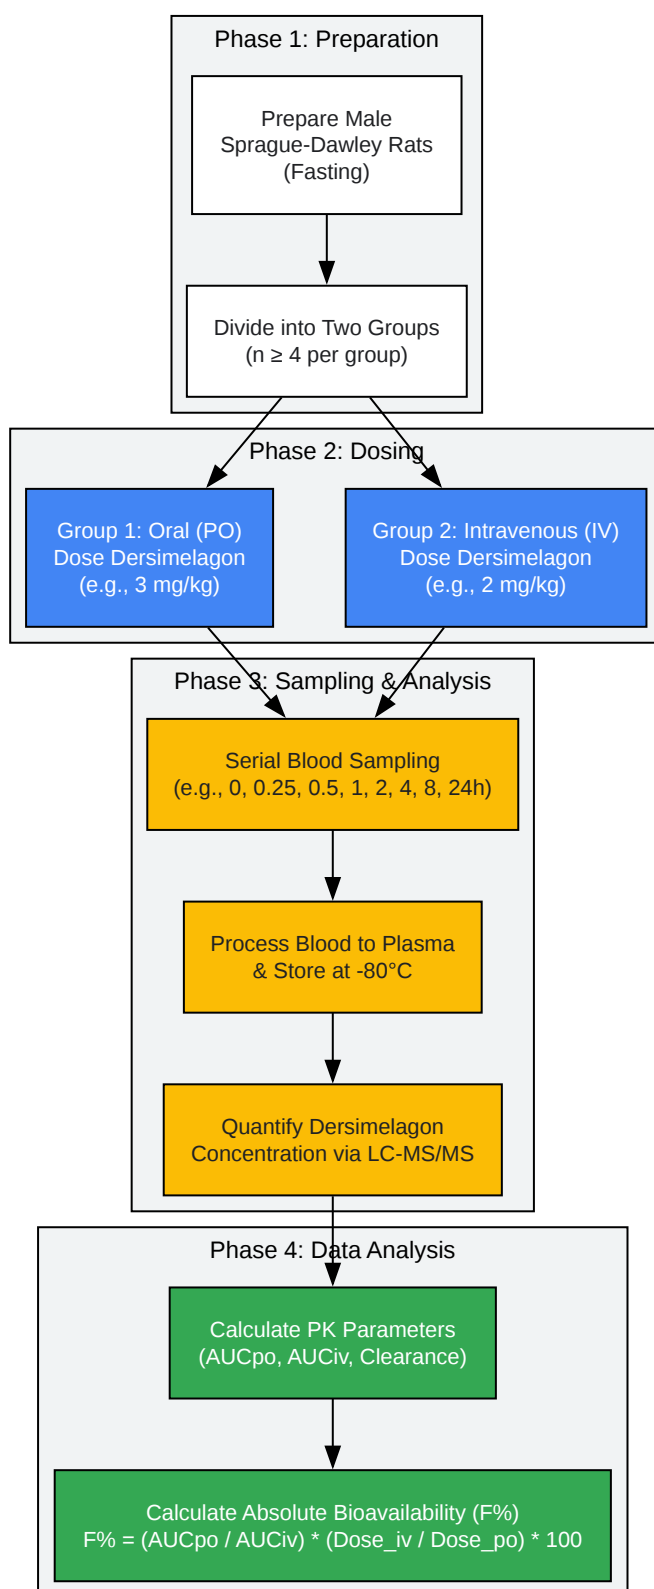 Phase 1: Preparation
Prepare Male
Sprague-Dawley Rats
(Fasting)
Divide into Two Groups
(n ≥ 4 per group)
Phase 2: Dosing
Group 1: Oral (PO)
Dose Dersimelagon
(e.g., 3 mg/kg)
Group 2: Intravenous (IV)
Dose Dersimelagon
(e.g., 2 mg/kg)
Phase 3: Sampling & Analysis
Serial Blood Sampling
(e.g., 0, 0.25, 0.5, 1, 2, 4, 8, 24h)
Process Blood to Plasma
& Store at -80°C
Quantify Dersimelagon
Concentration via LC-MS/MS
Phase 4: Data Analysis
Calculate PK Parameters
(AUCpo, AUCiv, Clearance)
Calculate Absolute Bioavailability (F%)
F% = (AUCpo / AUCiv) * (Dose_iv / Dose_po) * 100